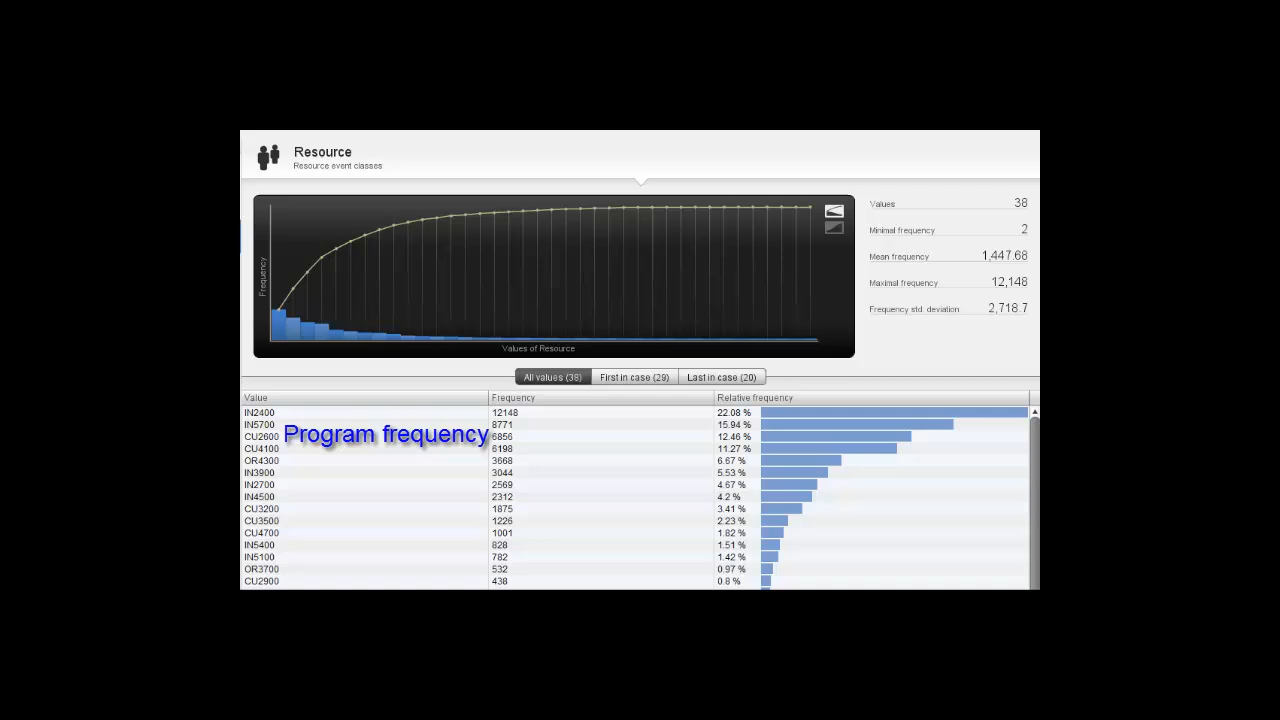 Resource
Resource event classes
Frequency
Values of Resource
Values 38
Minimal frequency 2
Mean frequency 1,447.68
Maximal frequency 12,148
Frequency std. deviation 2,718.7
All values (38) First in case (29) Last in case (20)
Value Frequency Relative frequency
IN2400 12148 22.08 %
IN5700 8771 15.94 %
Program frequency
CU2600 6856 12.46 %
CU4100 6198 11.27 %
OR4300 3668 6.67 %
IN3900 3044 5.53 %
IN2700 2569 4.67 %
IN4500 2312 4.2 %
CU3200 1875 3.41 %
CU3500 1226 2.23 %
CU4700 1001 1.82 %
IN5400 828 1.51 %
IN5100 782 1.42 %
OR3700 532 0.97 %
CU2900 438 0.8 %